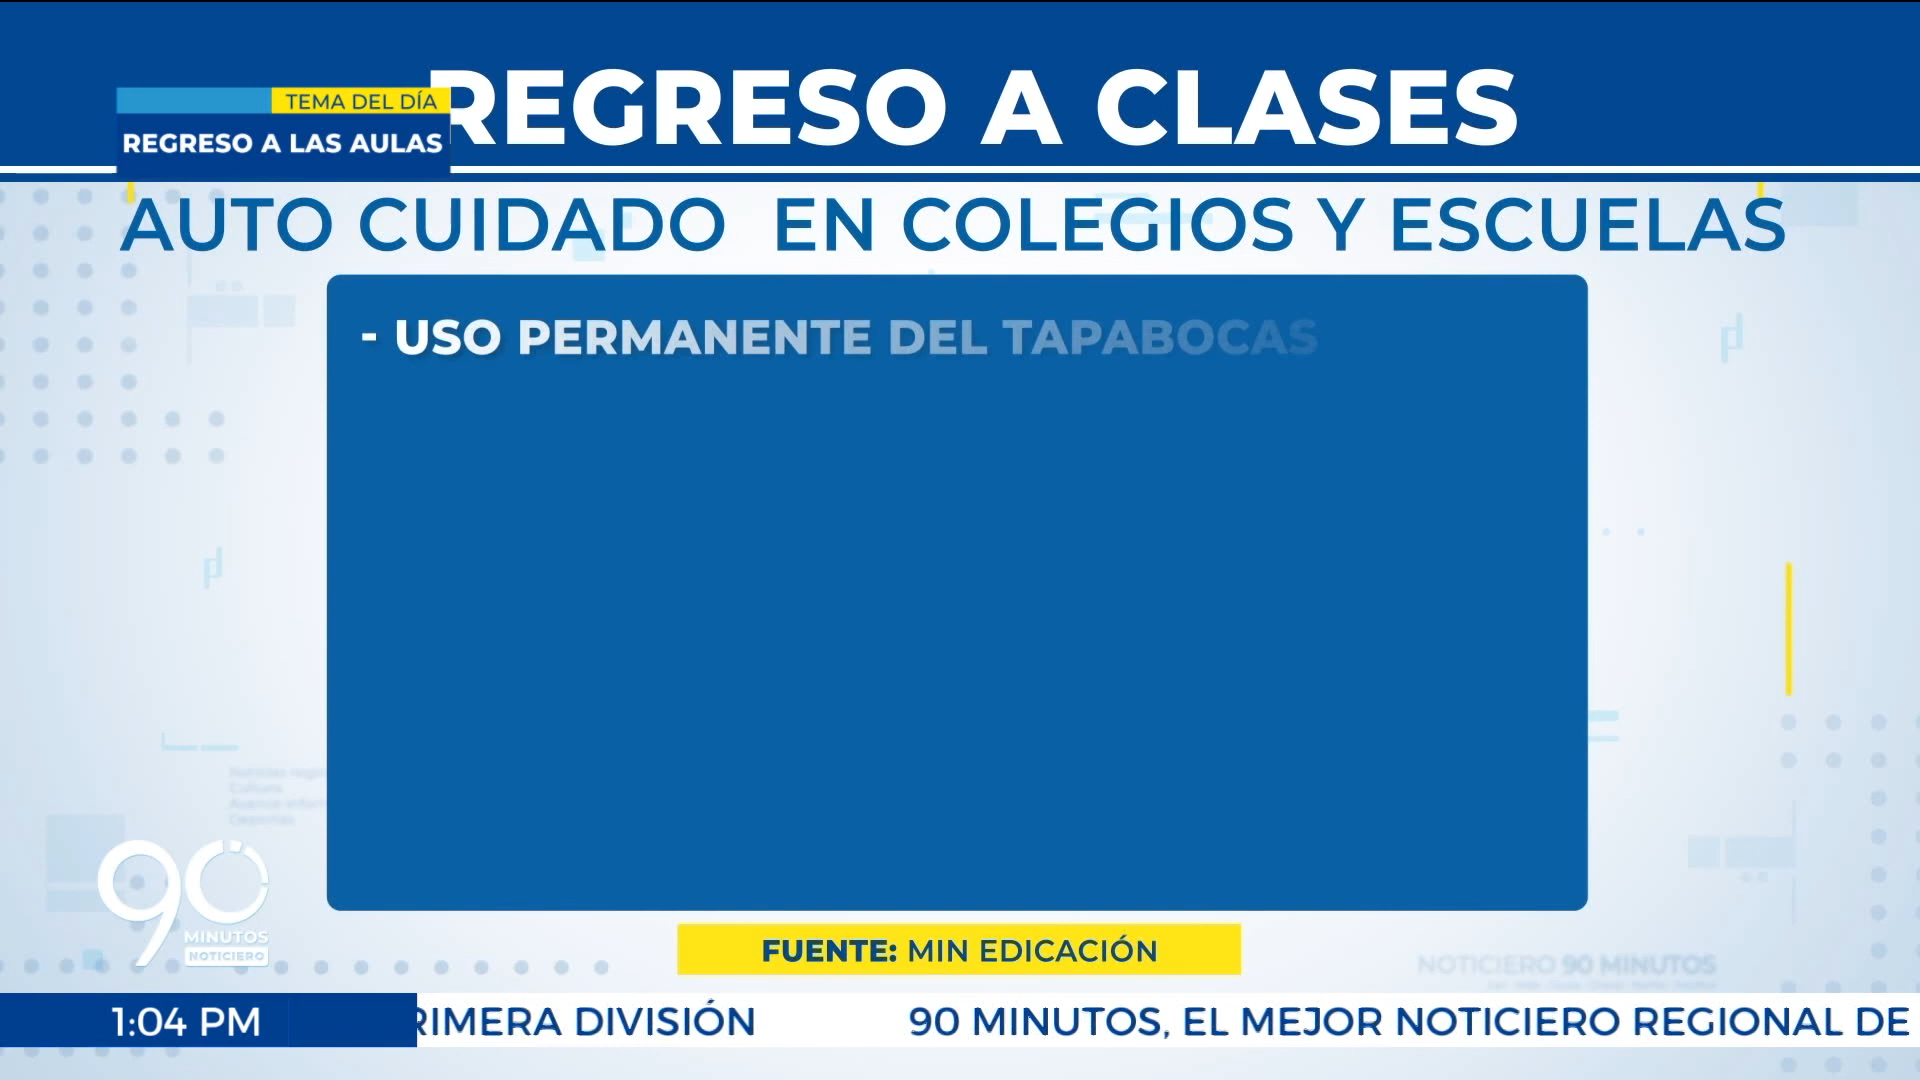 REGRESO A CLASES
TEMA DEL DÍA
REGRESO A LAS AULAS
AUTO CUIDADO EN COLEGIOS Y ESCUELAS
- USO PERMANENTE DEL TAPABOCAS
Cultura
Deportes
90
MINUTOS
NOTICIERO
FUENTE: MIN EDICACIÓN
NOTICIERO 90 MINUTOS
1:04 PM
RIMERA DIVISIÓN 90 MINUTOS, EL MEJOR NOTICIERO REGIONAL DE